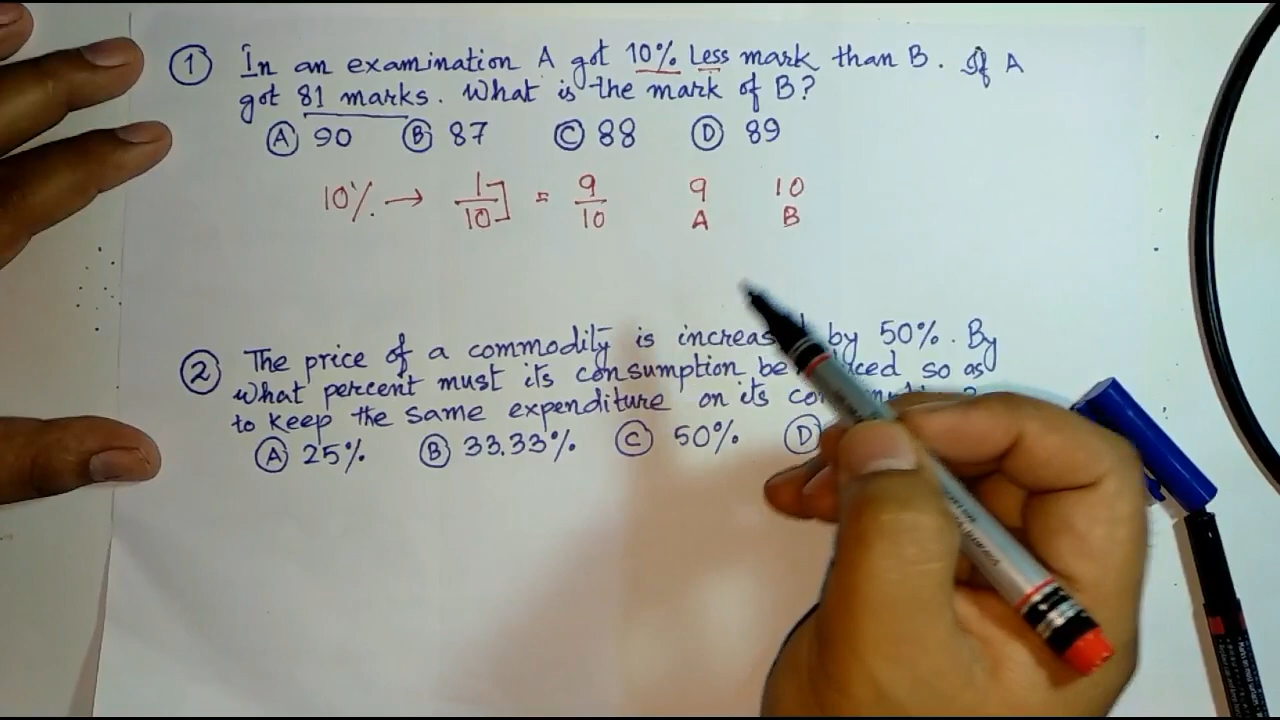 ① In an examination A got 10% Less mark than B. If A
got 81 marks. What is the mark of B?
Ⓐ 90 Ⓑ 87 Ⓒ 88 Ⓓ 89
10% → 1/10 = 9/10 9 10
A B
② The price of a commodity is increased by 50%. By
what percent must its consumption be reduced so as
to keep the same expenditure on its
Ⓐ 25% Ⓑ 33.33% Ⓒ 50% Ⓓ